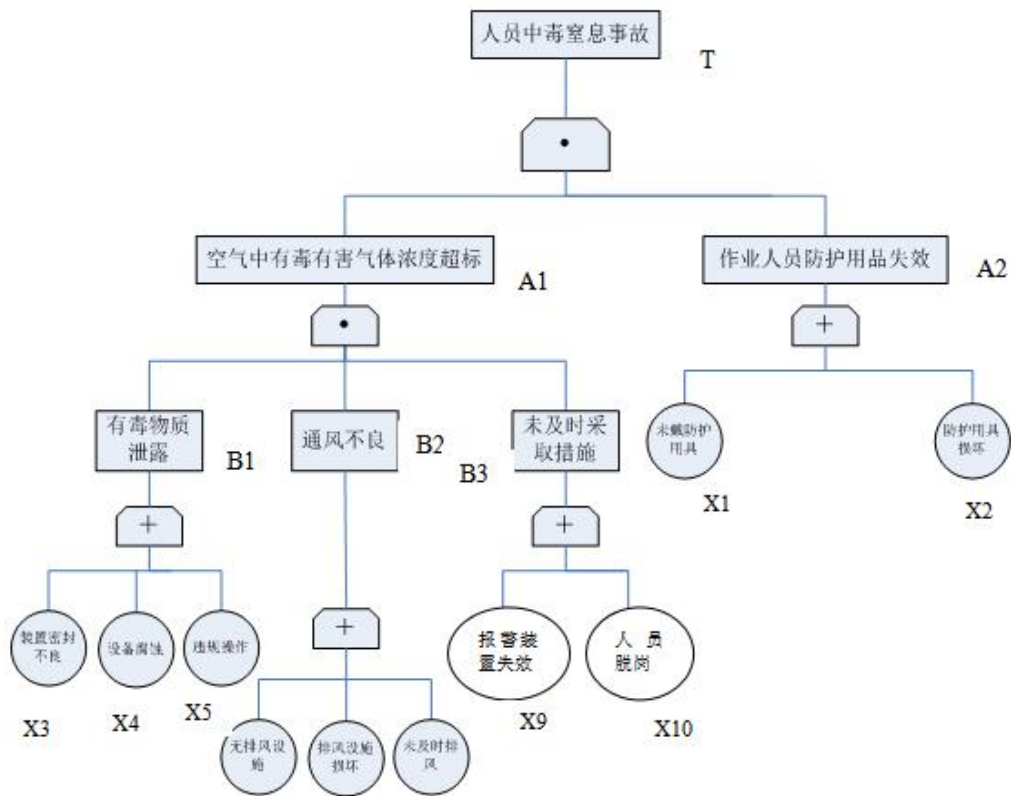 人员中毒窒息事故
T
•
空气中有毒有害气体浓度超标
A1
作业人员防护用品失效
A2
•
+
有毒物质
泄露
B1
通风不良
B2
未及时采
取措施
B3
未戴防护
用具
X1
防护用具
损坏
X2
+
+
+
装置密封
不良
X3
设备腐蚀
X4
违规操作
X5
报警装
置失效
X9
人员
脱岗
X10
无排风设
施
排风设施
损坏
未及时排
风